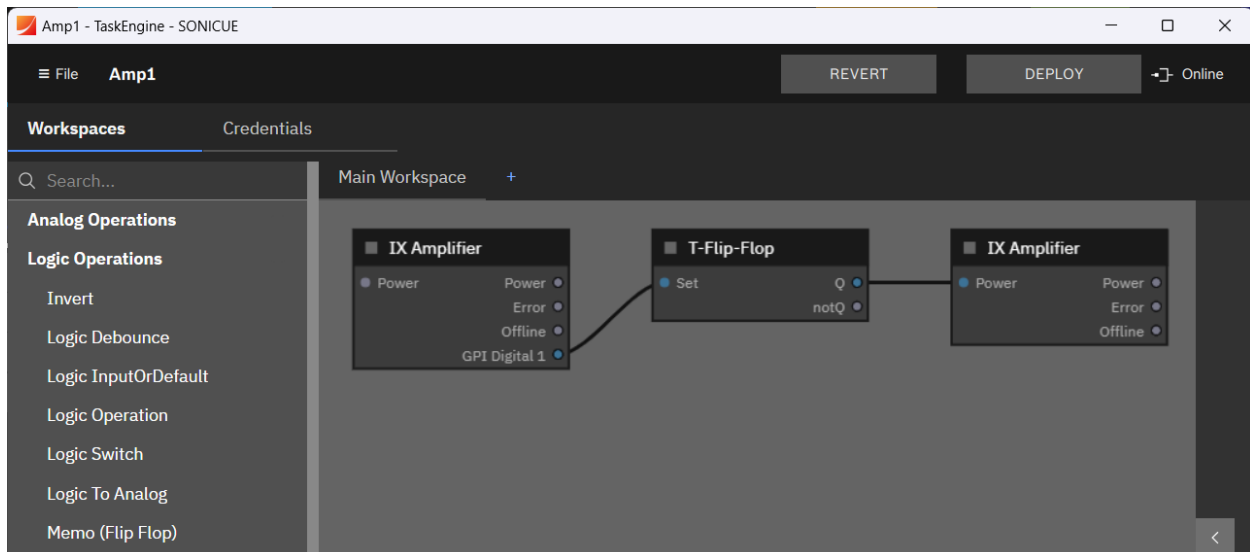 Amp1 - TaskEngine - SONICUE
File Amp1 REVERT DEPLOY Online
Workspaces Credentials
Search...
Main Workspace +
Analog Operations
Logic Operations
Invert
Logic Debounce
Logic InputOrDefault
Logic Operation
Logic Switch
Logic To Analog
Memo (Flip Flop)
IX Amplifier
Power Power
Error
Offline
GPI Digital 1
T-Flip-Flop
Set Q
notQ
IX Amplifier
Power Power
Error
Offline